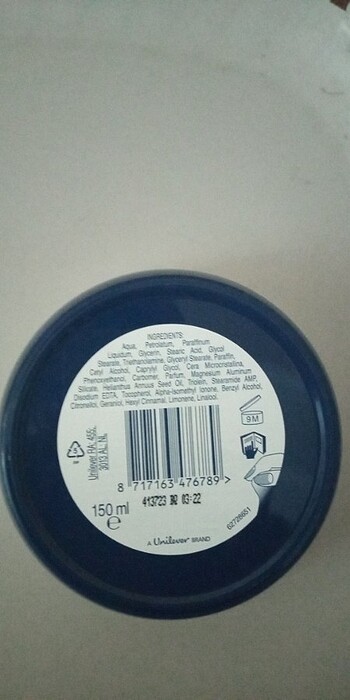 INGREDIENTS:
Aqua, Petrolatum, Paraffinum
Liquidum, Glycerin, Stearic Acid, Glycol
Stearate, Triethanolamine, Glyceryl Stearate, Paraffin,
Cetyl Alcohol, Caprylyl Glycol, Cera Microcristallina,
Phenoxyethanol, Carbomer, Parfum, Magnesium Aluminum
Silicate, Helianthus Annuus Seed Oil, Triolein, Stearamide AMP,
Disodium EDTA, Tocopherol, Alpha-Isomethyl Ionone, Benzyl Alcohol,
Citronellol, Geraniol, Hexyl Cinnamal, Limonene, Linalool.
9M
Unilever, RA 455,
3013 AL NL
8 717163 476789 >
413723 03:22
150 ml
e
62728651
A Unilever BRAND